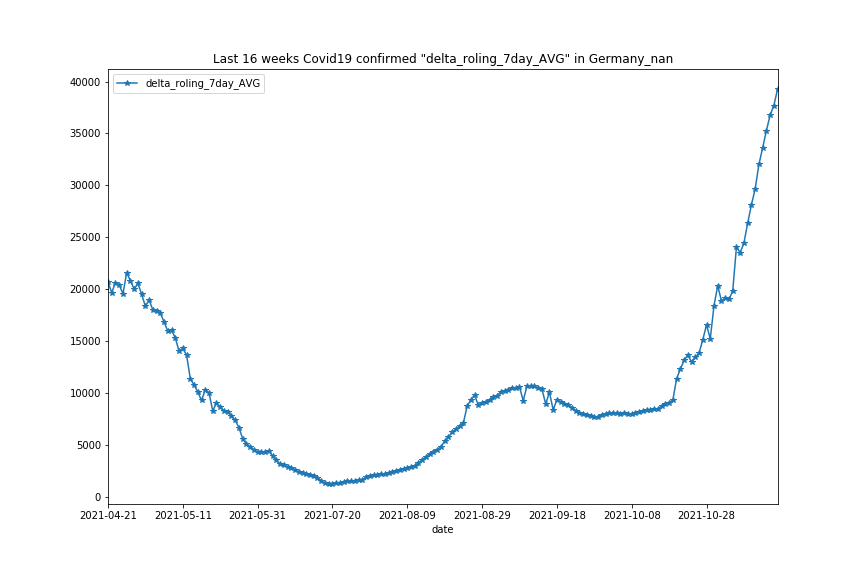 Last 16 weeks Covid19 confirmed "delta_roling_7day_AVG" in Germany_nan
delta_roling_7day_AVG
40000
35000
30000
25000
20000
15000
10000
5000
0
2021-04-21 2021-05-11 2021-05-31 2021-07-20 2021-08-09 2021-08-29 2021-09-18 2021-10-08 2021-10-28
date